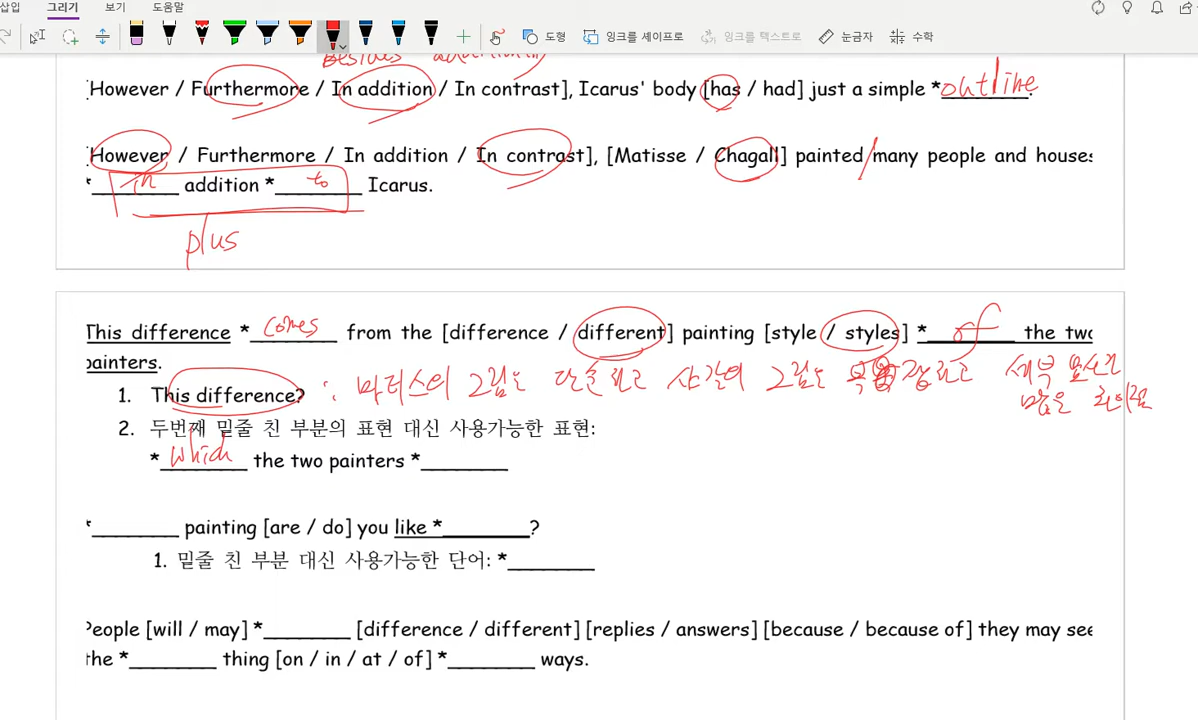 삽입 그리기 보기 도움말
도형 잉크를 셰이프로 잉크를 텍스트로 눈금자 수학
Besides
[However / Furthermore / In addition / In contrast], Icarus' body [has / had] just a simple *outline.
[However / Furthermore / In addition / In contrast], [Matisse / Chagall] painted many people and houses
*in addition *to Icarus.
plus
This difference *comes from the [difference / different] painting [style / styles] *of the two
painters.
1. This difference? : 마티스의 그림은 단순하고 샤갈의 그림은 복잡하고 세부 묘사가
많은 차이점
2. 두번째 밑줄 친 부분의 표현 대신 사용가능한 표현:
*which the two painters *________
*________ painting [are / do] you like *________?
1. 밑줄 친 부분 대신 사용가능한 단어: *________
People [will / may] *________ [difference / different] [replies / answers] [because / because of] they may see
the *________ thing [on / in / at / of] *________ ways.